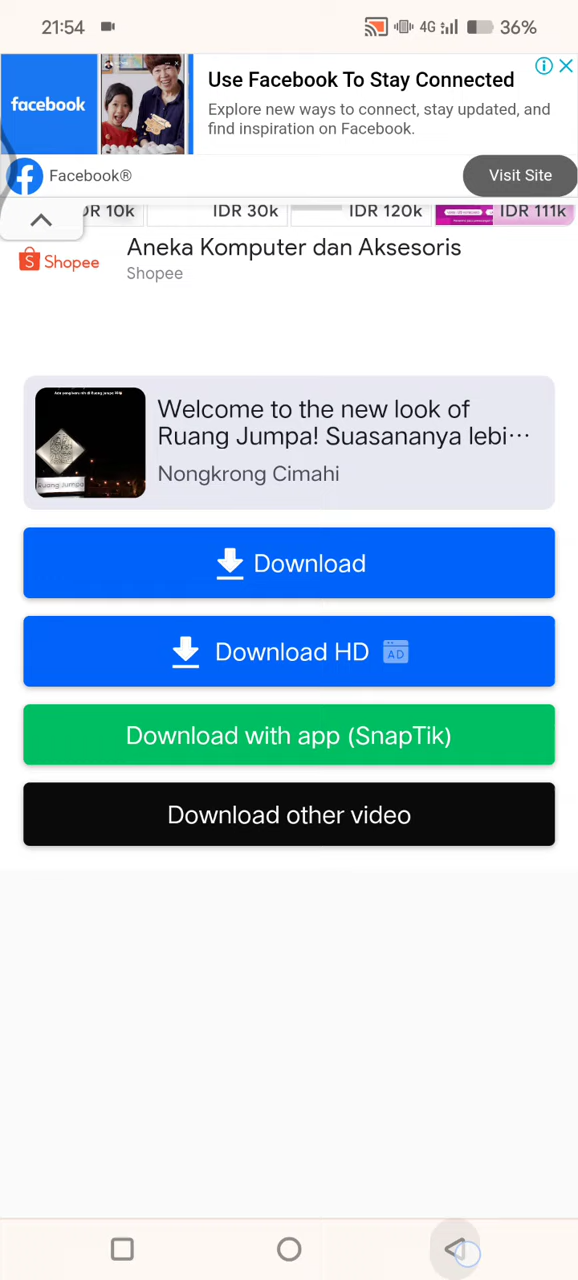 21:54 4G 36%
facebook
Use Facebook To Stay Connected
Explore new ways to connect, stay updated, and
find inspiration on Facebook.
Facebook®
Visit Site
IDR 30k IDR 120k IDR 111k
Aneka Komputer dan Aksesoris
Shopee
Shopee
Welcome to the new look of
Ruang Jumpa! Suasananya lebi···
Nongkrong Cimahi
Ruang Jumpa
Download
Download HD AD
Download with app (SnapTik)
Download other video